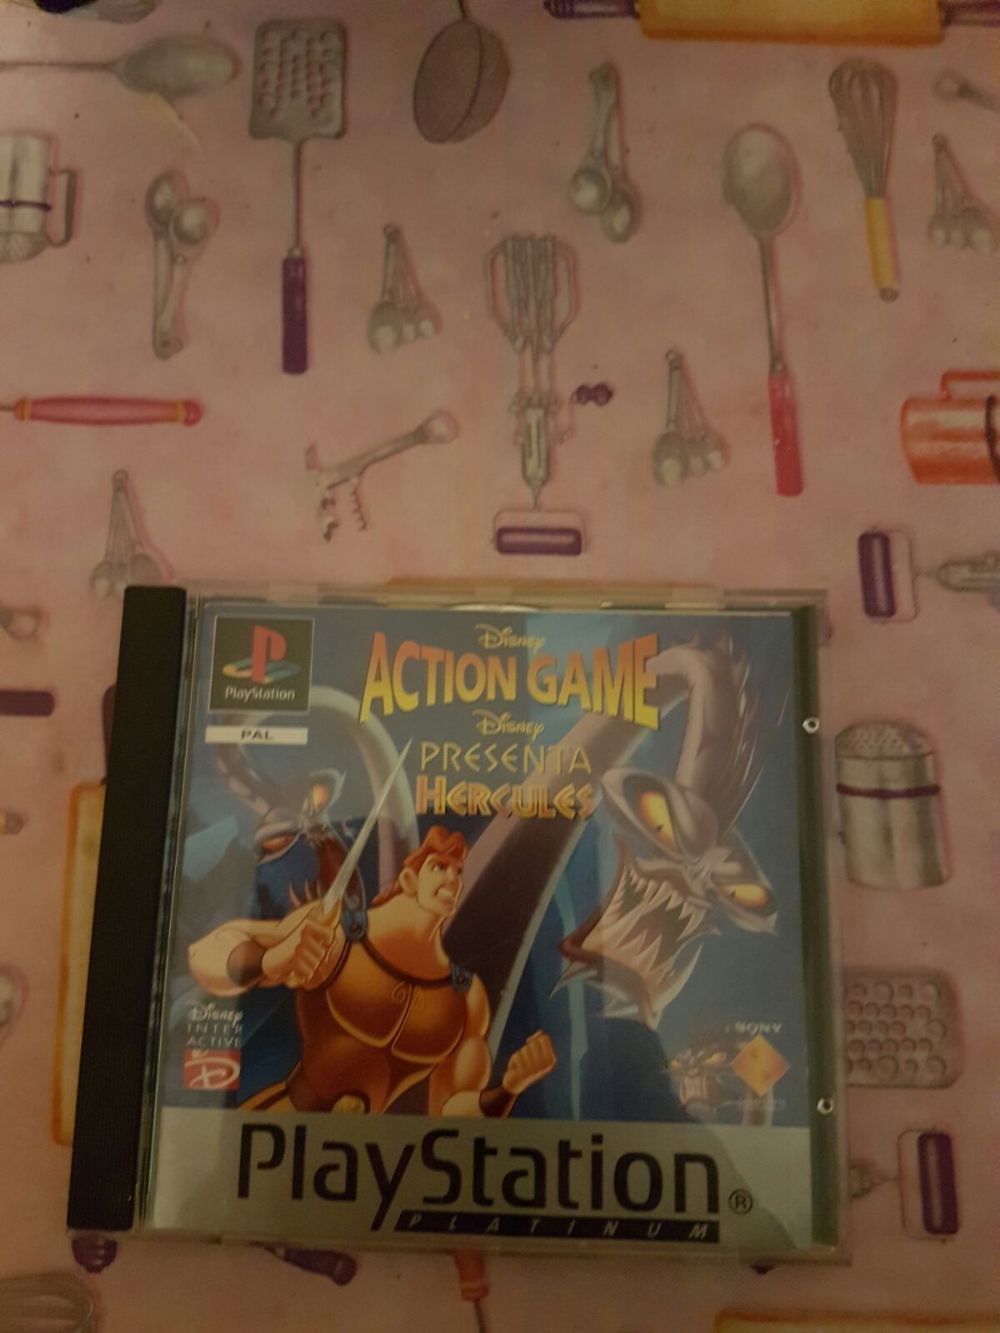 PlayStation
PAL
Disney
ACTION GAME
Disney
PRESENTA
HERCULES
Disney
INTER
ACTIVE
D
SONY
PlayStation®
PLATINUM